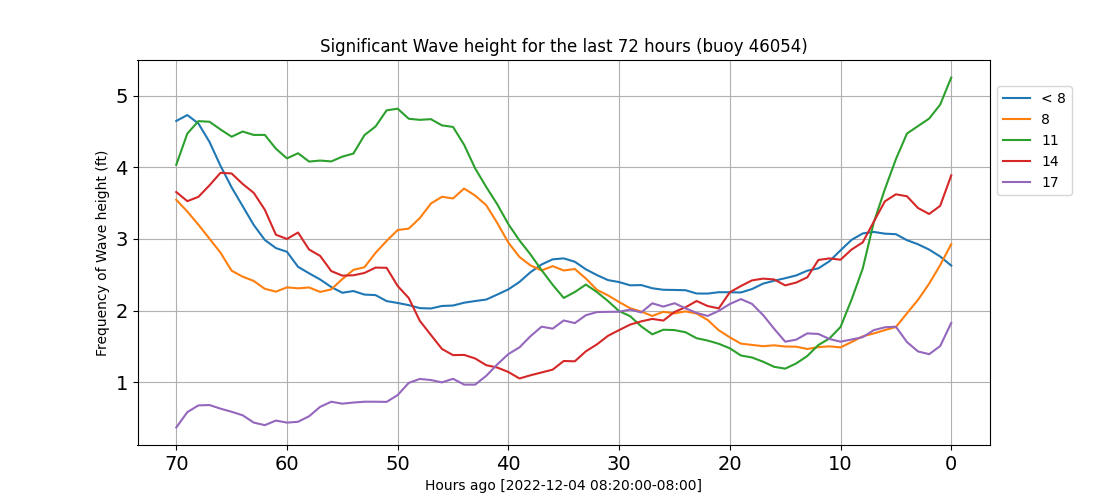 Significant Wave height for the last 72 hours (buoy 46054)
Frequency of Wave height (ft)
5
4
3
2
1
70 60 50 40 30 20 10 0
Hours ago [2022-12-04 08:20:00-08:00]
< 8
8
11
14
17